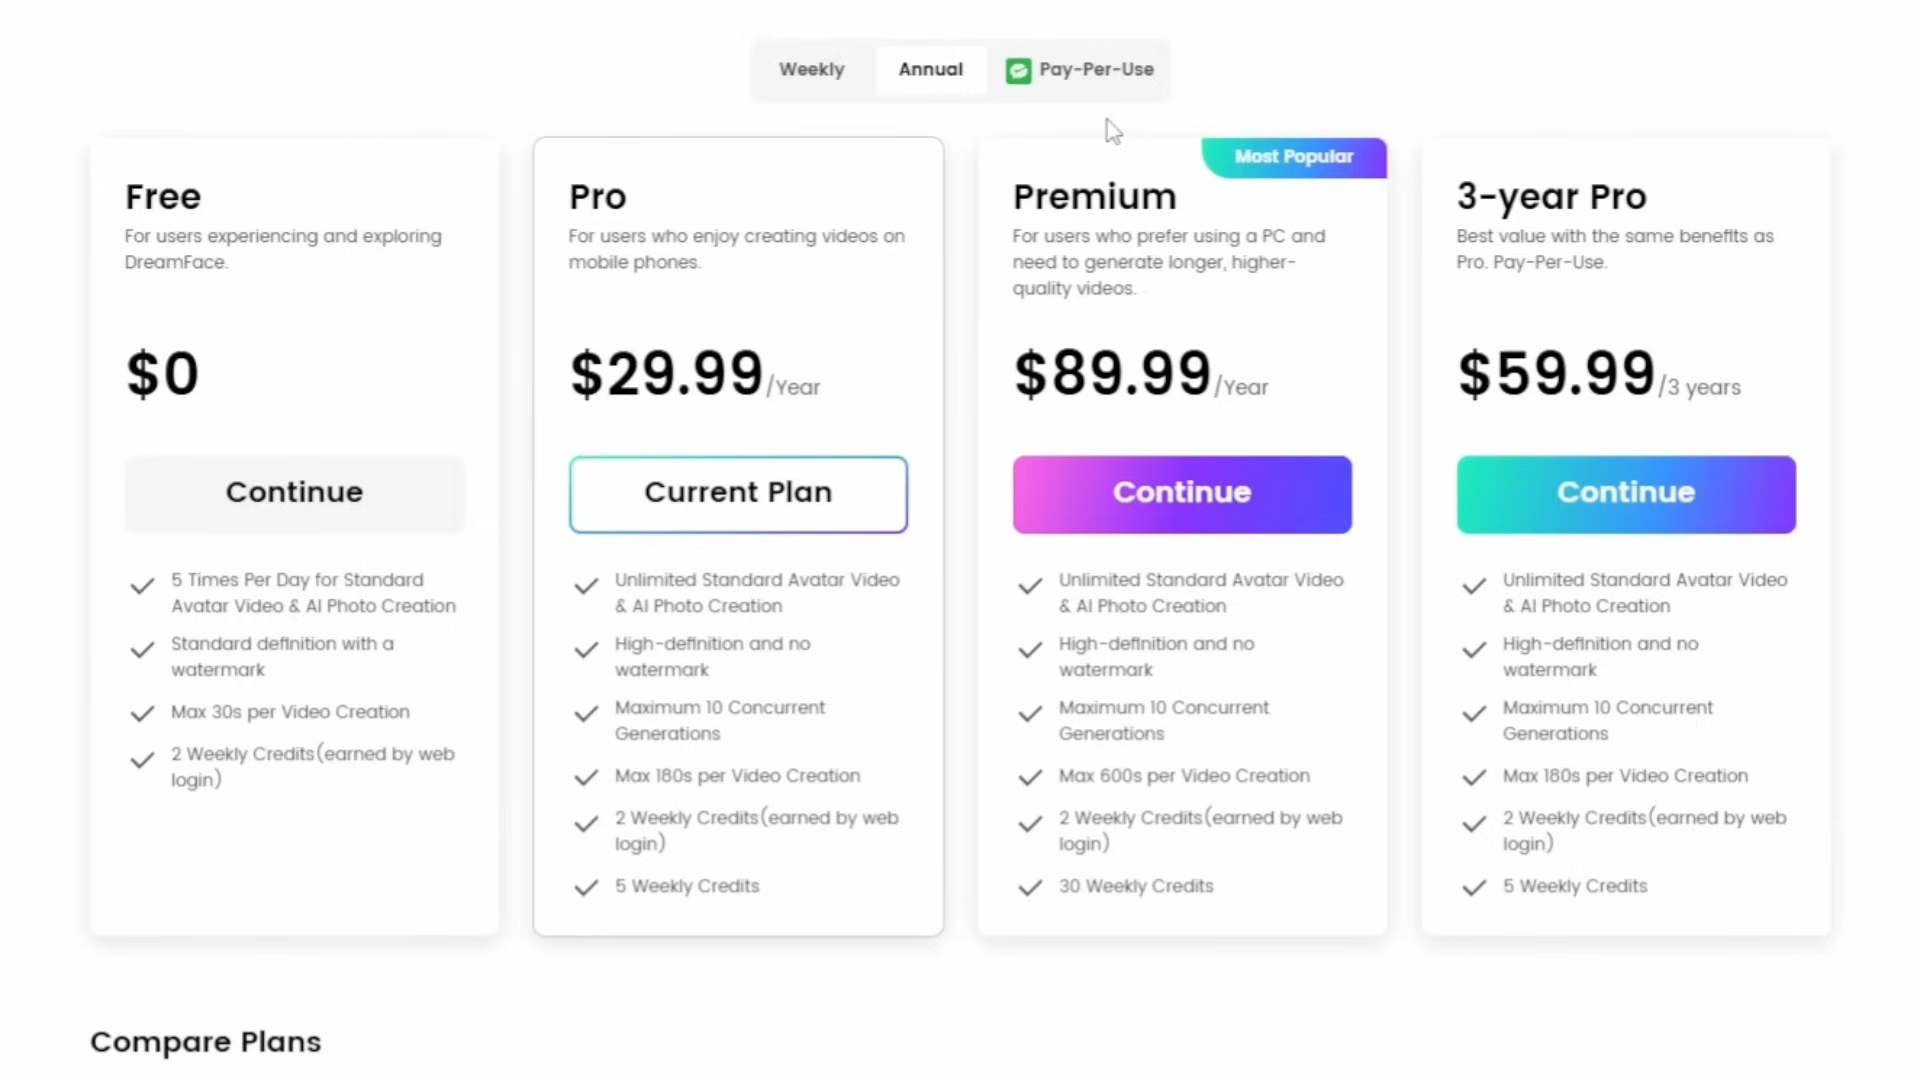 Weekly
Annual
Pay-Per-Use
Free
For users experiencing and exploring
DreamFace.
$0
Continue
5 Times Per Day for Standard
Avatar Video & AI Photo Creation
Standard definition with a
watermark
Max 30s per Video Creation
2 Weekly Credits(earned by web
login)
Pro
For users who enjoy creating videos on
mobile phones.
$29.99/Year
Current Plan
Unlimited Standard Avatar Video
& AI Photo Creation
High-definition and no
watermark
Maximum 10 Concurrent
Generations
Max 180s per Video Creation
2 Weekly Credits(earned by web
login)
5 Weekly Credits
Most Popular
Premium
For users who prefer using a PC and
need to generate longer, higher-
quality videos.
$89.99/Year
Continue
Unlimited Standard Avatar Video
& AI Photo Creation
High-definition and no
watermark
Maximum 10 Concurrent
Generations
Max 600s per Video Creation
2 Weekly Credits(earned by web
login)
30 Weekly Credits
3-year Pro
Best value with the same benefits as
Pro. Pay-Per-Use.
$59.99/3 years
Continue
Unlimited Standard Avatar Video
& AI Photo Creation
High-definition and no
watermark
Maximum 10 Concurrent
Generations
Max 180s per Video Creation
2 Weekly Credits(earned by web
login)
5 Weekly Credits
Compare Plans